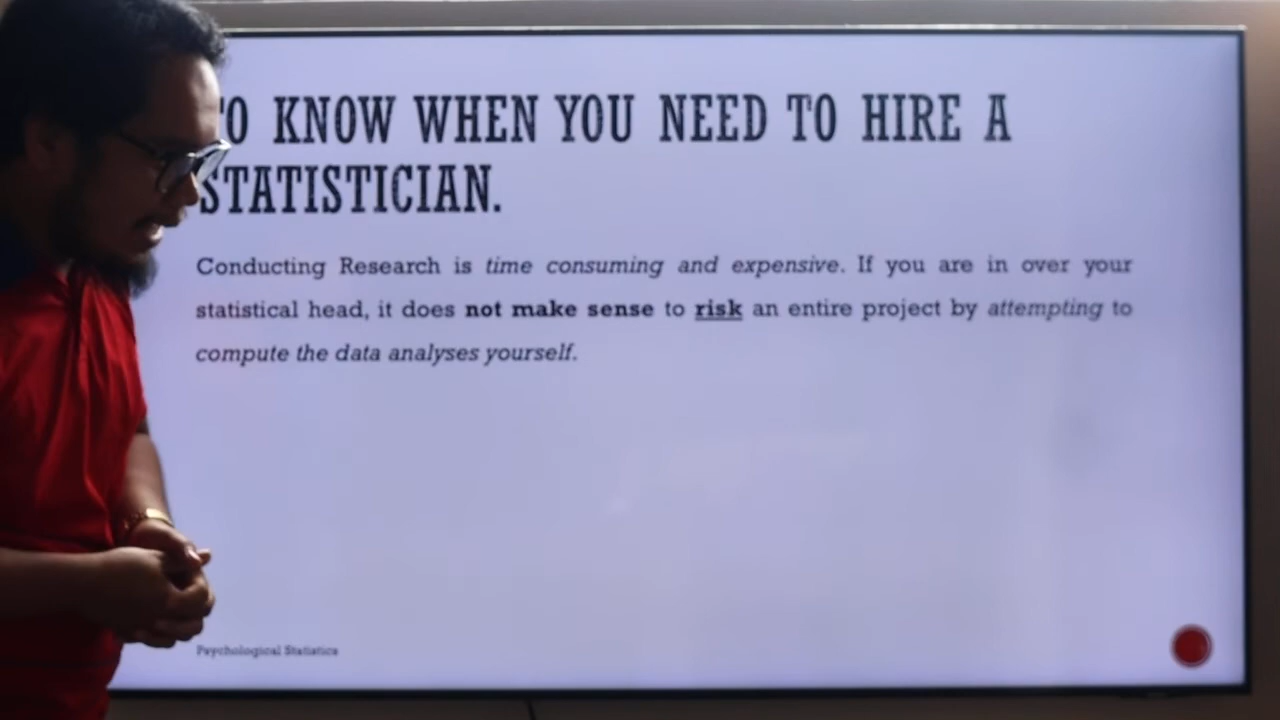 TO KNOW WHEN YOU NEED TO HIRE A
STATISTICIAN.
Conducting Research is time consuming and expensive. If you are in over your
statistical head, it does not make sense to risk an entire project by attempting to
compute the data analyses yourself.
Psychological Statistics